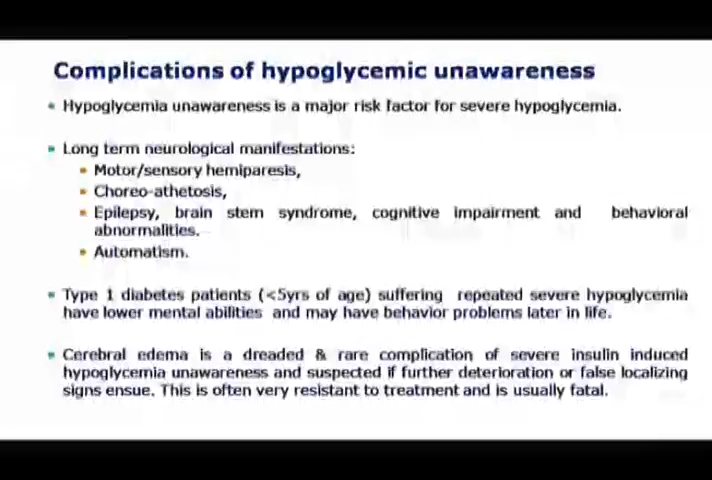 Complications of hypoglycemic unawareness
• Hypoglycemia unawareness is a major risk factor for severe hypoglycemia.
• Long term neurological manifestations:
• Motor/sensory hemiparesis,
• Choreo-athetosis,
• Epilepsy, brain stem syndrome, cognitive impairment and behavioral
abnormalities.
• Automatism.
• Type 1 diabetes patients (<5yrs of age) suffering repeated severe hypoglycemia
have lower mental abilities and may have behavior problems later in life.
• Cerebral edema is a dreaded & rare complication of severe insulin induced
hypoglycemia unawareness and suspected if further deterioration or false localizing
signs ensue. This is often very resistant to treatment and is usually fatal.